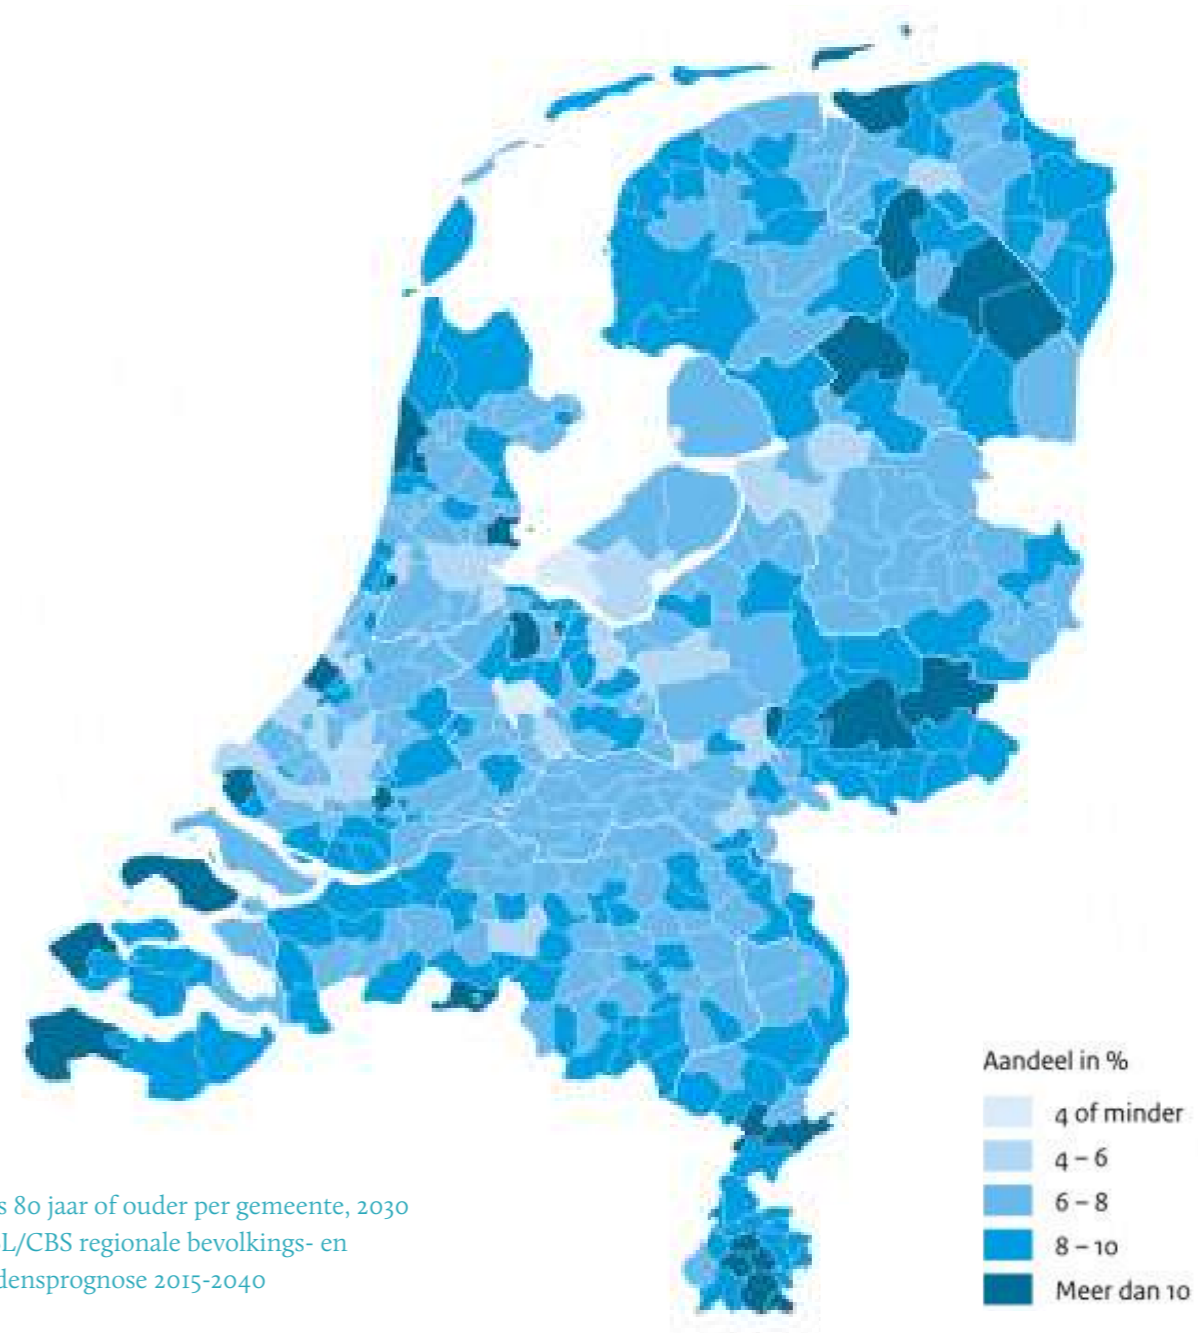 Aandeel in %
4 of minder
4 – 6
6 – 8
8 – 10
Meer dan 10
80 jaar of ouder per gemeente, 2030
L/CBS regionale bevolkings- en
densprognose 2015-2040